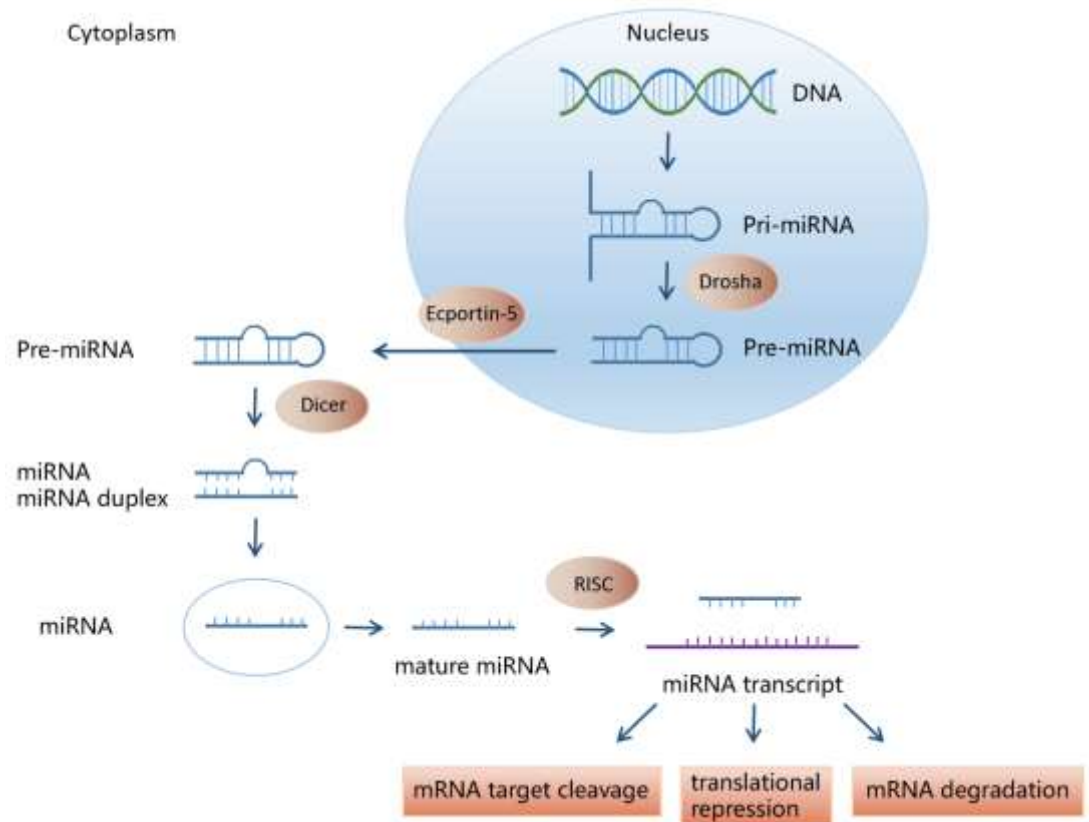 Cytoplasm
Nucleus
DNA
Pri-miRNA
Drosha
Ecportin-5
Pre-miRNA
Pre-miRNA
Dicer
miRNA
miRNA duplex
RISC
miRNA
mature miRNA
miRNA transcript
mRNA target cleavage
translational
repression
mRNA degradation